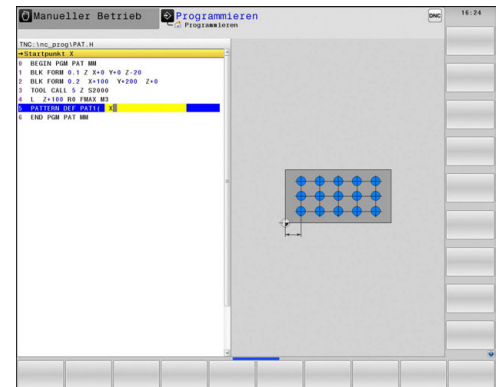 Manueller Betrieb
Programmieren
Programmieren
DNC
16:24
TNC:\nc_prog\PAT.H
→Startpunkt X
0 BEGIN PGM PAT MM
1 BLK FORM 0.1 Z X+0 Y+0 Z-20
2 BLK FORM 0.2 X+100 Y+200 Z+0
3 TOOL CALL 5 Z S2000
4 L Z+100 R0 FMAX M3
5 PATTERN DEF PAT1( X
6 END PGM PAT MM